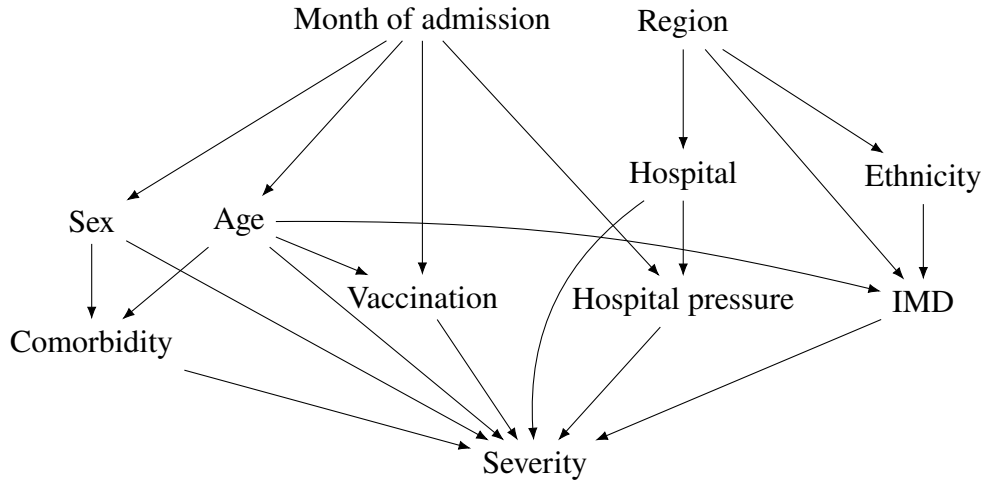 Month of admission
Region
Hospital
Ethnicity
Sex
Age
Vaccination
Hospital pressure
IMD
Comorbidity
Severity